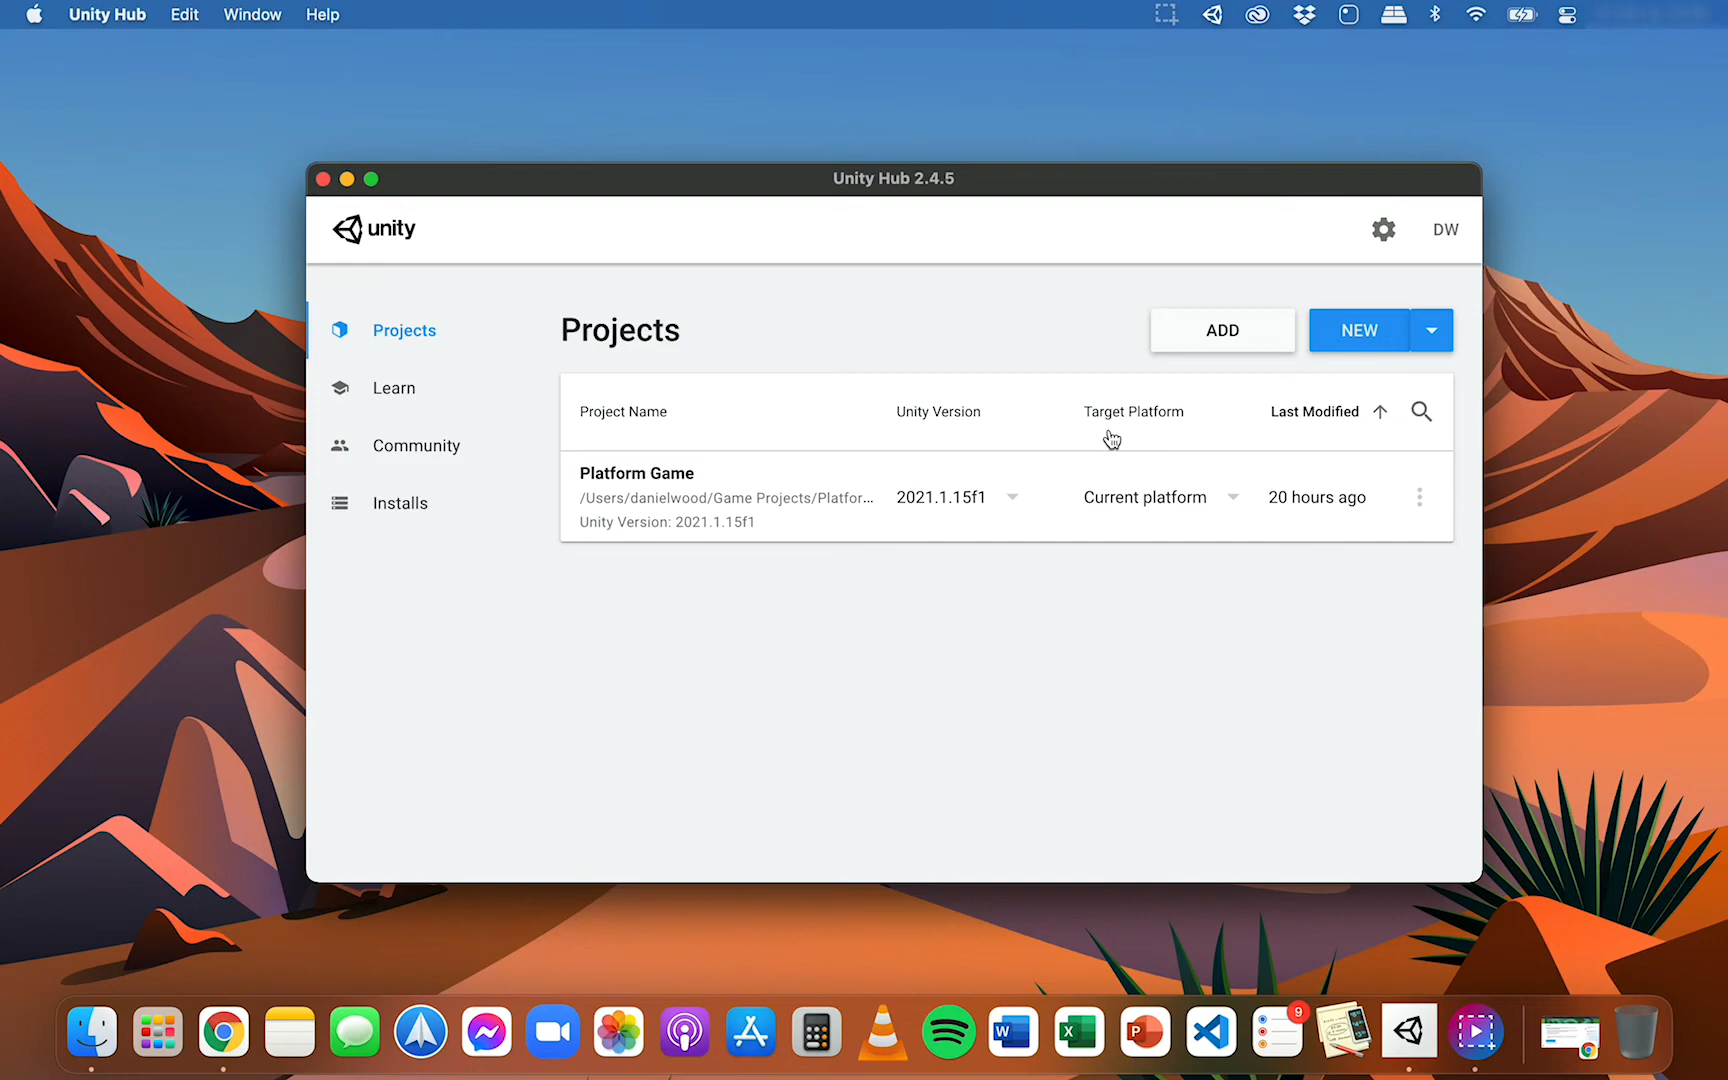 Unity Hub Edit Window Help
Unity Hub 2.4.5
unity
DW
Projects
Learn
Community
Installs
Projects
ADD
NEW
Project Name
Unity Version
Target Platform
Last Modified
Platform Game
/Users/danielwood/Game Projects/Platfor...
Unity Version: 2021.1.15f1
2021.1.15f1
Current platform
20 hours ago
W
X
P
9